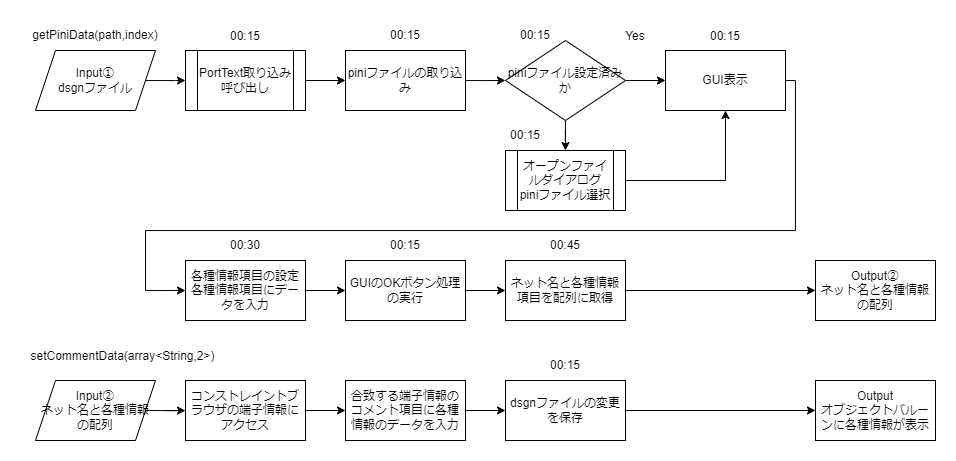 getPiniData(path,index)
00:15
00:15
00:15
Yes
00:15
Input①
dsgnファイル
PortText取り込み
呼び出し
piniファイルの取り込
み
piniファイル設定済み
か
GUI表示
00:15
オープンファイ
ルダイアログ
piniファイル選択
00:30
00:15
00:45
各種情報項目の設定
各種情報項目にデー
タを入力
GUIのOKボタン処理
の実行
ネット名と各種情報
項目を配列に取得
Output②
ネット名と各種情報
の配列
setCommentData(array<String,2>)
00:15
Input②
ネット名と各種情報
の配列
コンストレイントブ
ラウザの端子情報に
アクセス
合致する端子情報の
コメント項目に各種
情報のデータを入力
dsgnファイルの変更
を保存
Output
オブジェクトバルー
ンに各種情報が表示